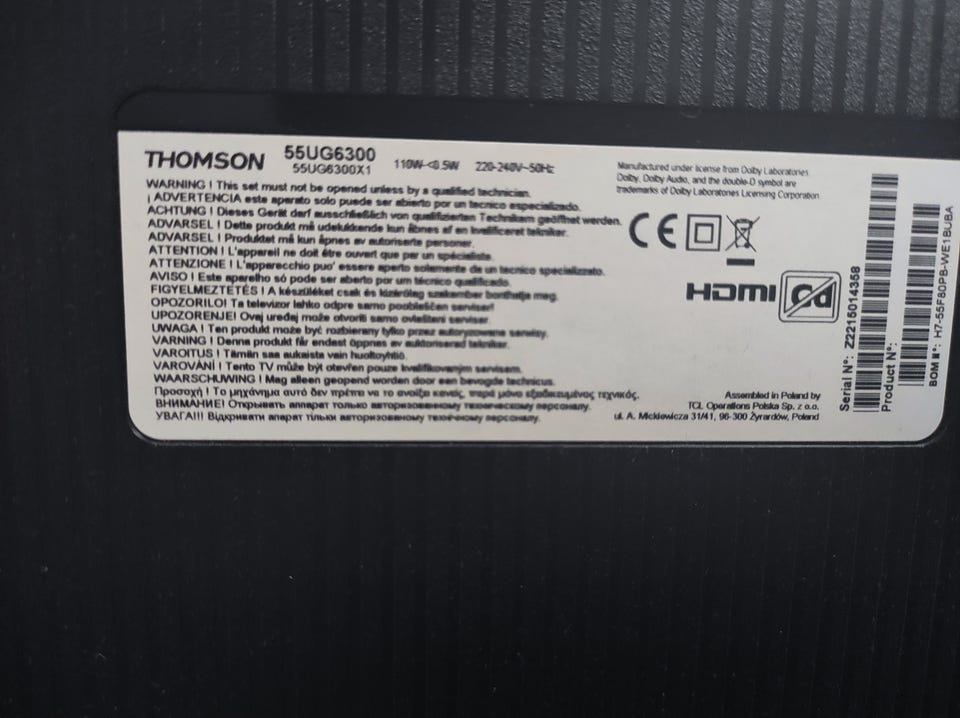 THOMSON 55UG6300
55UG6300X1 110W-<0.5W 220-240V~50Hz
WARNING ! This set must not be opened unless by a qualified technician.
¡ ADVERTENCIA este aparato solo puede ser abierto por un tecnico especializado.
ACHTUNG ! Dieses Gerät darf ausschließlich von qualifizierten Technikern geöffnet werden.
ADVARSEL ! Dette produkt må udelukkende kun åbnes af en kvalificeret tekniker.
ADVARSEL ! Produktet må kun åpnes av autoriserte personer.
ATTENTION ! L'appareil ne doit être ouvert que par un spécialiste.
ATTENZIONE ! L'apparecchio puo' essere aperto solamente da un tecnico specializzato.
AVISO ! Este aparelho só pode ser aberto por um técnico qualificado.
FIGYELMEZTETÉS ! A készüléket csak és kizárólag szakember bonthatja meg.
OPOZORILO! Ta televizor lahko odpre samo pooblaščen serviser!
UPOZORENJE! Ovaj uređaj može otvoriti samo ovlašteni serviser.
UWAGA ! Ten produkt może być rozbierany tylko przez autoryzowane serwisy.
VARNING ! Denna produkt får endast öppnas av auktoriserad tekniker.
VAROITUS ! Tämän saa aukaista vain huoltoyhtiö.
VAROVÁNÍ ! Tento TV může být otevřen pouze kvalifikovaným servisem.
WAARSCHUWING ! Mag alleen geopend worden door een bevoegde technicus.
Προσοχή ! Το μηχάνημα αυτό δεν πρέπει να το ανοίξει κανείς, παρά μόνο εξειδικευμένος τεχνικός.
ВНИМАНИЕ! Открывать аппарат только авторизованному техническому персоналу.
УВАГА!!! Відкривати апарат тільки авторизованому технічному персоналу.
Manufactured under license from Dolby Laboratories.
Dolby, Dolby Audio, and the double-D symbol are
trademarks of Dolby Laboratories Licensing Corporation
CE
HDMI Cd
Assembled in Poland by
TCL Operations Polska Sp. z o.o.
ul. A. Mickiewicza 31/41, 96-300 Żyrardów, Poland
Serial N°: Z2215014358
Product N°:
BOM N°: H7-55F80PB-WE1BUBA